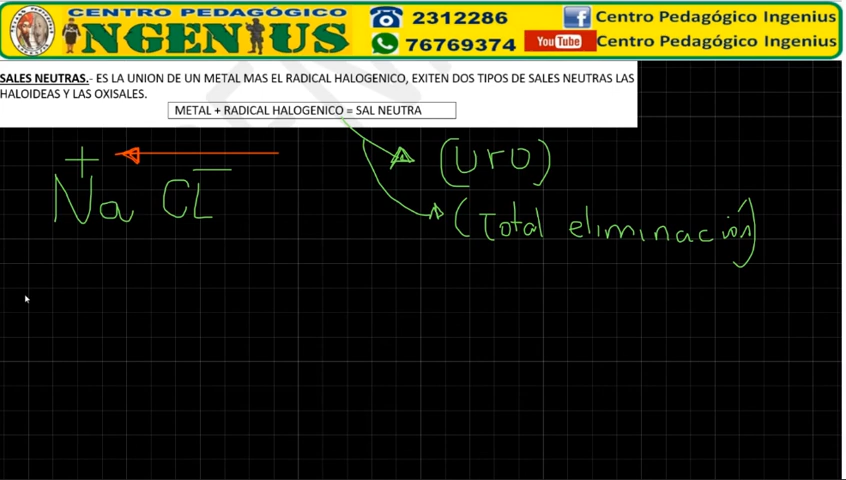 CENTRO PEDAGÓGICO
INGENIUS
2312286
76769374
Centro Pedagógico Ingenius
You Tube Centro Pedagógico Ingenius
SALES NEUTRAS.- ES LA UNION DE UN METAL MAS EL RADICAL HALOGENICO, EXITEN DOS TIPOS DE SALES NEUTRAS LAS
HALOIDEAS Y LAS OXISALES.
METAL + RADICAL HALOGENICO = SAL NEUTRA
+ −
Na Cl
(uro)
(Total eliminación)